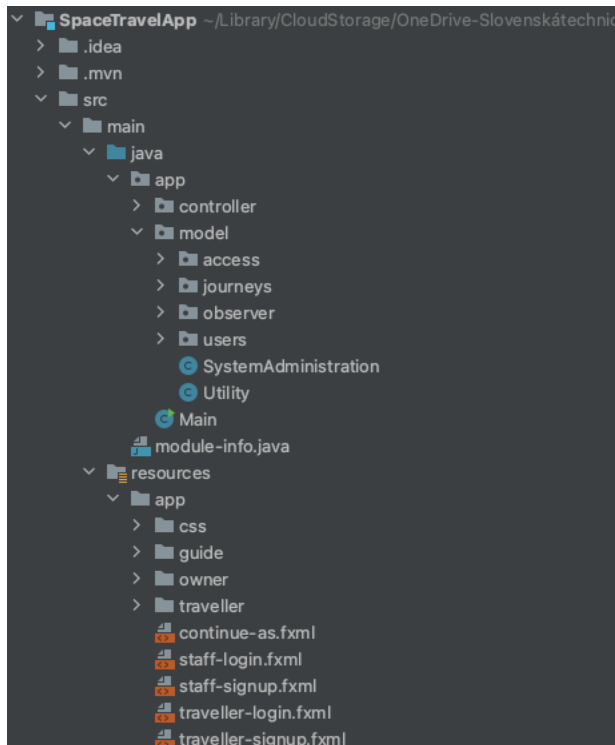 SpaceTravelApp ~/Library/CloudStorage/OneDrive-Slovenskátechnic
.idea
.mvn
src
main
java
app
controller
model
access
journeys
observer
users
SystemAdministration
Utility
Main
module-info.java
resources
app
css
guide
owner
traveller
continue-as.fxml
staff-login.fxml
staff-signup.fxml
traveller-login.fxml
traveller-signup.fxml